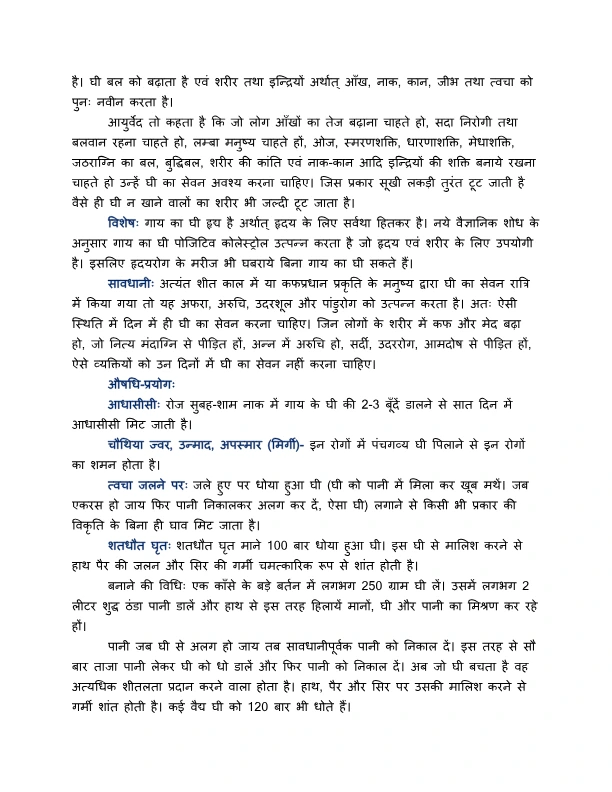 है। घी बल को बढ़ाता है एवं शरीर तथा इन्द्रियों अर्थात् आँख, नाक, कान, जीभ तथा त्वचा को
पुनः नवीन करता है।
आयुर्वेद तो कहता है कि जो लोग आँखों का तेज बढ़ाना चाहते हो, सदा निरोगी तथा
बलवान रहना चाहते हो, लम्बा मनुष्य चाहते हों, ओज, स्मरणशक्ति, धारणाशक्ति, मेधाशक्ति,
जठराग्नि का बल, बुद्धिबल, शरीर की कांति एवं नाक-कान आदि इन्द्रियों की शक्ति बनाये रखना
चाहते हो उन्हें घी का सेवन अवश्य करना चाहिए। जिस प्रकार सूखी लकड़ी तुरंत टूट जाती है
वैसे ही घी न खाने वालों का शरीर भी जल्दी टूट जाता है।
विशेषः गाय का घी हृद्य है अर्थात् हृदय के लिए सर्वथा हितकर है। नये वैज्ञानिक शोध के
अनुसार गाय का घी पोजिटिव कोलेस्ट्रोल उत्पन्न करता है जो हृदय एवं शरीर के लिए उपयोगी
है। इसलिए हृदयरोग के मरीज भी घबराये बिना गाय का घी सकते हैं।
सावधानीः अत्यंत शीत काल में या कफप्रधान प्रकृति के मनुष्य द्वारा घी का सेवन रात्रि
में किया गया तो यह अफरा, अरुचि, उदरशूल और पांडुरोग को उत्पन्न करता है। अतः ऐसी
स्थिति में दिन में ही घी का सेवन करना चाहिए। जिन लोगों के शरीर में कफ और मेद बढ़ा
हो, जो नित्य मंदाग्नि से पीड़ित हों, अन्न में अरुचि हो, सर्दी, उदररोग, आमदोष से पीड़ित हों,
ऐसे व्यक्तियों को उन दिनों में घी का सेवन नहीं करना चाहिए।
औषधि-प्रयोगः
आधासीसीः रोज सुबह-शाम नाक में गाय के घी की 2-3 बूँदें डालने से सात दिन में
आधासीसी मिट जाती है।
चौथिया ज्वर, उन्माद, अपस्मार (मिर्गी)- इन रोगों में पंचगव्य घी पिलाने से इन रोगों
का शमन होता है।
त्वचा जलने परः जले हुए पर धोया हुआ घी (घी को पानी में मिला कर खूब मथें। जब
एकरस हो जाय फिर पानी निकालकर अलग कर दें, ऐसा घी) लगाने से किसी भी प्रकार की
विकृति के बिना ही घाव मिट जाता है।
शतधौत घृतः शतधौत घृत माने 100 बार धोया हुआ घी। इस घी से मालिश करने से
हाथ पैर की जलन और सिर की गर्मी चमत्कारिक रूप से शांत होती है।
बनाने की विधिः एक काँसे के बड़े बर्तन में लगभग 250 ग्राम घी लें। उसमें लगभग 2
लीटर शुद्ध ठंडा पानी डालें और हाथ से इस तरह हिलायें मानों, घी और पानी का मिश्रण कर रहे
हों।
पानी जब घी से अलग हो जाय तब सावधानीपूर्वक पानी को निकाल दें। इस तरह से सौ
बार ताजा पानी लेकर घी को धो डालें और फिर पानी को निकाल दें। अब जो घी बचता है वह
अत्यधिक शीतलता प्रदान करने वाला होता है। हाथ, पैर और सिर पर उसकी मालिश करने से
गर्मी शांत होती है। कई वैद्य घी को 120 बार भी धोते हैं।